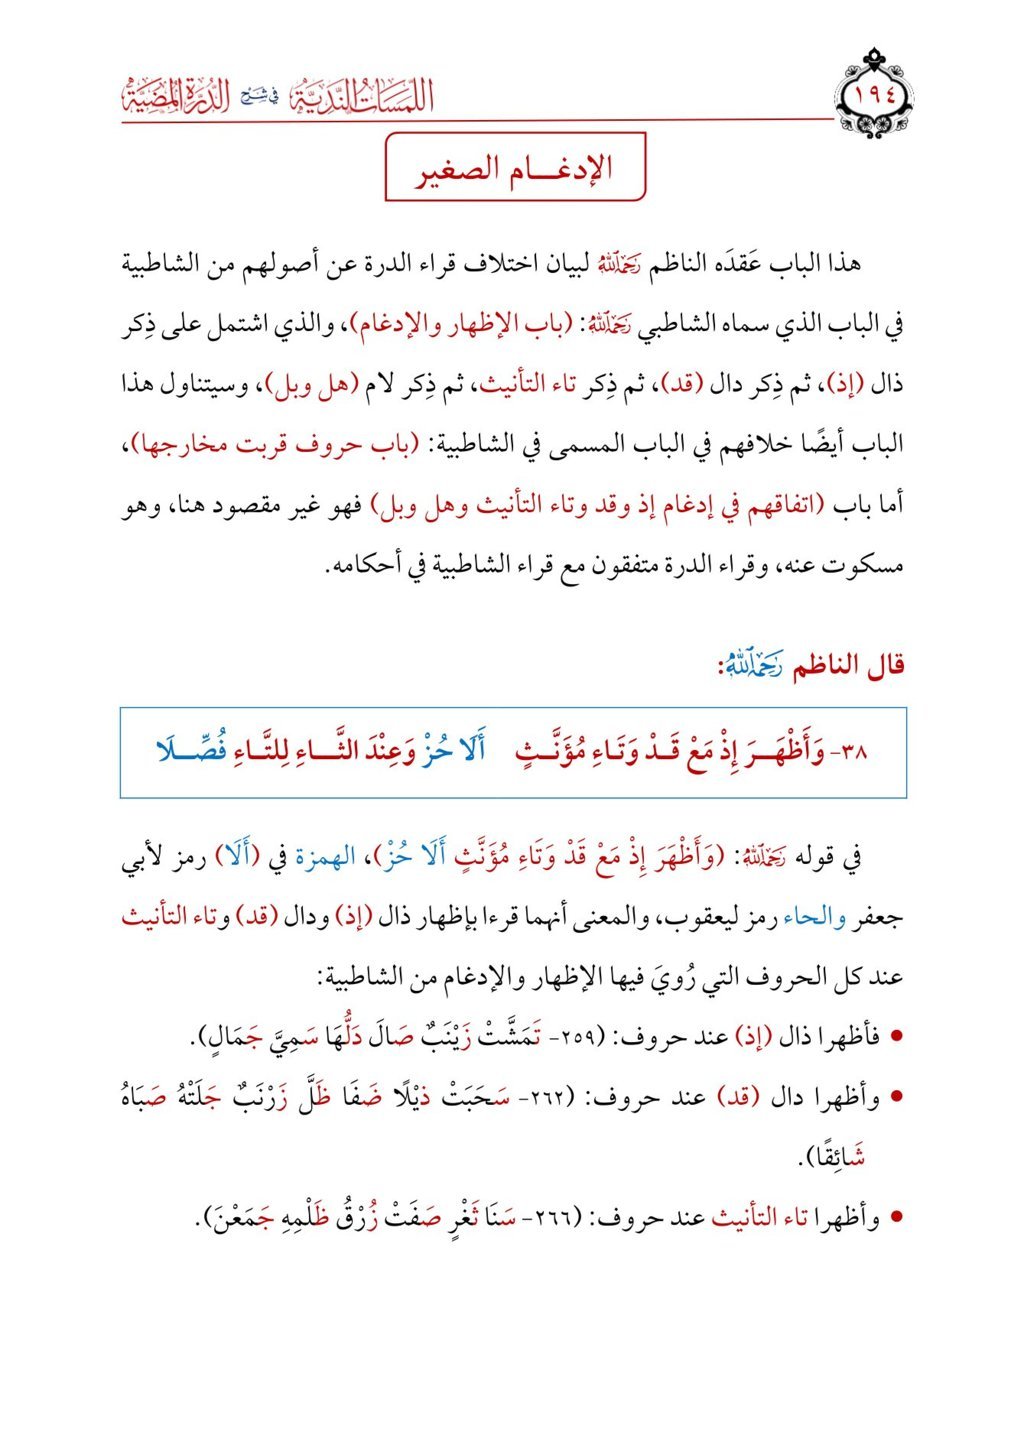 ١٩٤
اللمسات الندية في شرح الدرة المضية
الإدغـــام الصغير
هذا الباب عَقدَه الناظم رَحِمَهُ اللَّهُ لبيان اختلاف قراء الدرة عن أصولهم من الشاطبية
في الباب الذي سماه الشاطبي رَحِمَهُ اللَّهُ: (باب الإظهار والإدغام)، والذي اشتمل على ذِكر
ذال (إذ)، ثم ذِكر دال (قد)، ثم ذِكر تاء التأنيث، ثم ذِكر لام (هل وبل)، وسيتناول هذا
الباب أيضًا خلافهم في الباب المسمى في الشاطبية: (باب حروف قربت مخارجها)،
أما باب (اتفاقهم في إدغام إذ وقد وتاء التأنيث وهل وبل) فهو غير مقصود هنا، وهو
مسكوت عنه، وقراء الدرة متفقون مع قراء الشاطبية في أحكامه.
قال الناظم رَحِمَهُ اللَّهُ:
٣٨- وَأَظْهَـــرَ إِذْ مَعْ قَـدْ وَتَـاءِ مُؤَنَّـــثٍ أَلَا حُزْ وَعِنْدَ الثَّـــاءِ لِلتَّـاءِ فُصِّـــلَا
في قوله رَحِمَهُ اللَّهُ: (وَأَظْهَرَ إِذْ مَعْ قَدْ وَتَاءِ مُؤَنَّثٍ أَلَا حُزْ)، الهمزة في (أَلَا) رمز لأبي
جعفر والحاء رمز ليعقوب، والمعنى أنهما قرءا بإظهار ذال (إذ) ودال (قد) وتاء التأنيث
عند كل الحروف التي رُويَ فيها الإظهار والإدغام من الشاطبية:
• فأظهرا ذال (إذ) عند حروف: (٢٥٩- تَمَشَّتْ زَيْنَبٌ صَالَ دَلُّهَا سَمِيَّ جَمَالٍ).
• وأظهرا دال (قد) عند حروف: (٢٦٢- سَحَبَتْ ذَيْلًا ضَفَا ظَلَّ زَرْنَبٌ جَلَتْهُ صَبَاهُ
شَائِقًا).
• وأظهرا تاء التأنيث عند حروف: (٢٦٦- سَنَا ثَغْرٍ صَفَتْ زُرْقُ ظَلْمِهِ جَمَعْنَ).